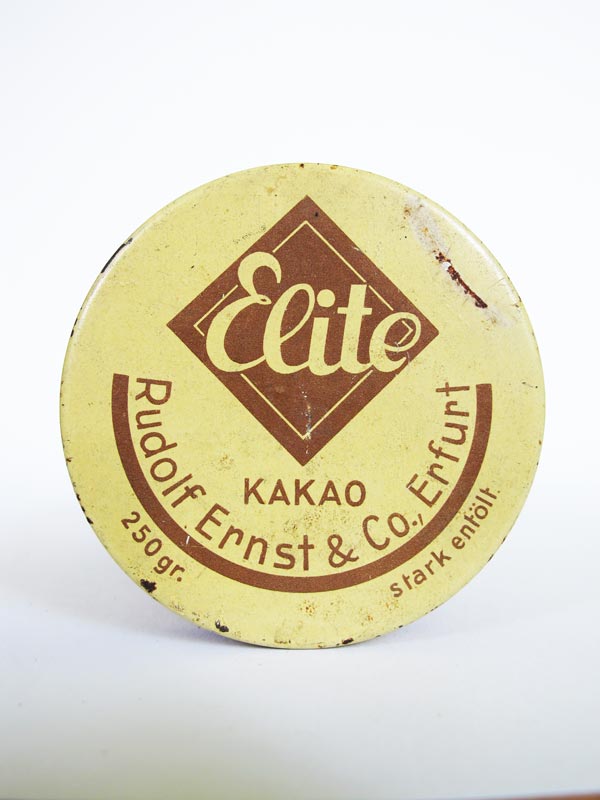 Elite
KAKAO
Rudolf Ernst & Co., Erfurt
250 gr.
stark entölt